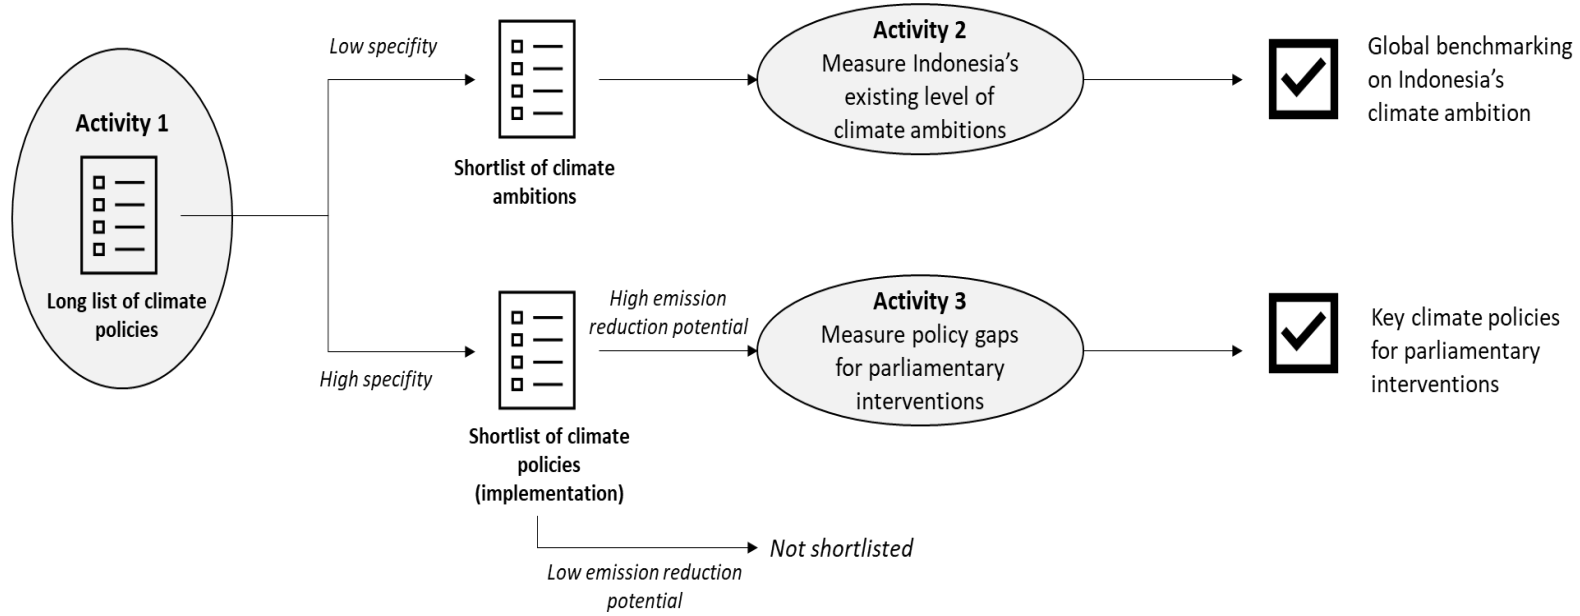 Activity 1
Long list of climate
policies
Low specifity
High specifity
Shortlist of climate
ambitions
Shortlist of climate
policies
(implementation)
High emission
reduction potential
Low emission reduction
potential
Not shortlisted
Activity 2
Measure Indonesia’s
existing level of
climate ambitions
Activity 3
Measure policy gaps
for parliamentary
interventions
Global benchmarking
on Indonesia’s
climate ambition
Key climate policies
for parliamentary
interventions